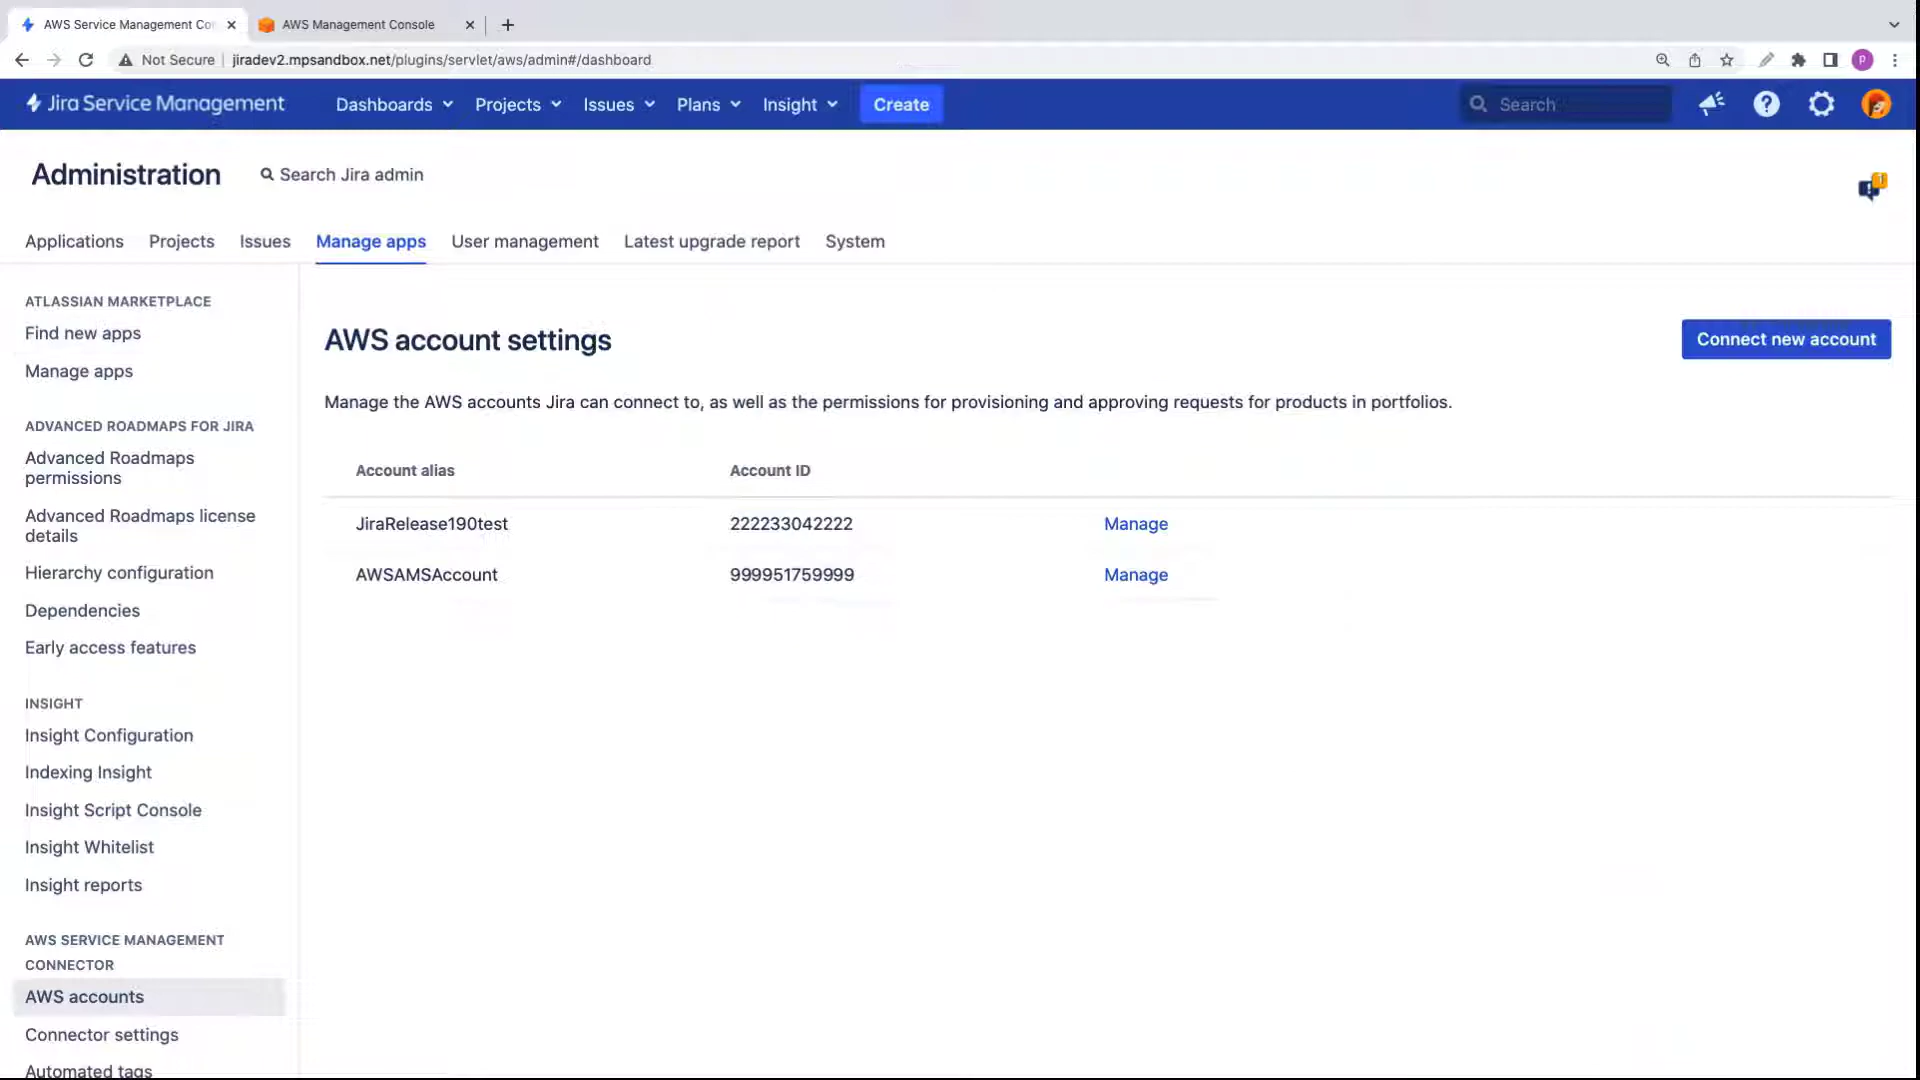 AWS Service Management Co
AWS Management Console
Not Secure
jiradev2.mpsandbox.net/plugins/servlet/aws/admin#/dashboard
P
Jira Service Management
Dashboards
Projects
Issues
Plans
Insight
Create
Search
Administration
Search Jira admin
1
Applications
Projects
Issues
Manage apps
User management
Latest upgrade report
System
ATLASSIAN MARKETPLACE
Find new apps
Manage apps
ADVANCED ROADMAPS FOR JIRA
Advanced Roadmaps
permissions
Advanced Roadmaps license
details
Hierarchy configuration
Dependencies
Early access features
INSIGHT
Insight Configuration
Indexing Insight
Insight Script Console
Insight Whitelist
Insight reports
AWS SERVICE MANAGEMENT
CONNECTOR
AWS accounts
Connector settings
Automated tags
AWS account settings
Connect new account
Manage the AWS accounts Jira can connect to, as well as the permissions for provisioning and approving requests for products in portfolios.
Account alias
Account ID
JiraRelease190test
222233042222
Manage
AWSAMSAccount
999951759999
Manage